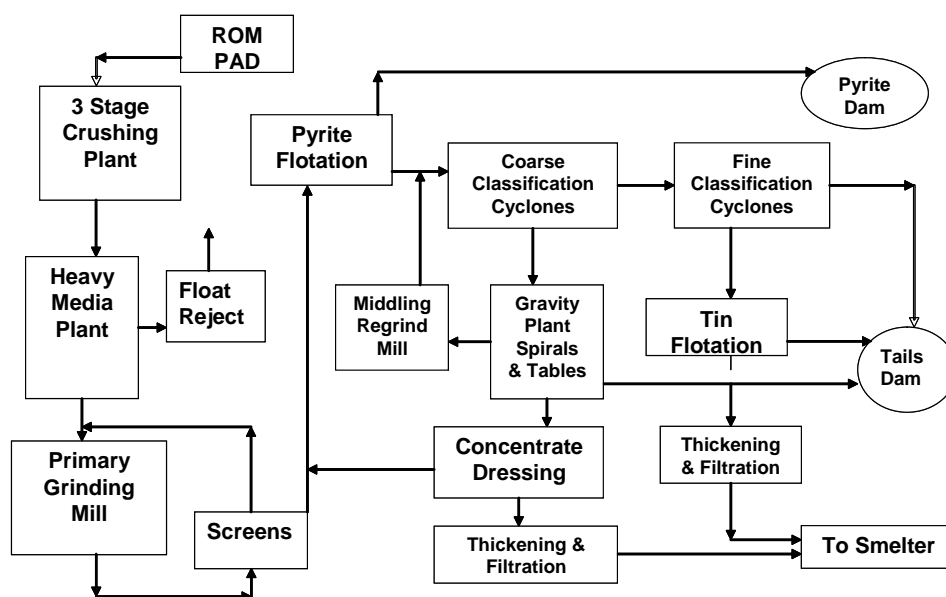 ROM
PAD
3 Stage
Crushing
Plant
Pyrite
Flotation
Pyrite
Dam
Coarse
Classification
Cyclones
Fine
Classification
Cyclones
Heavy
Media
Plant
Float
Reject
Middling
Regrind
Mill
Gravity
Plant
Spirals
& Tables
Tin
Flotation
Tails
Dam
Primary
Grinding
Mill
Screens
Concentrate
Dressing
Thickening
& Filtration
Thickening &
Filtration
To Smelter